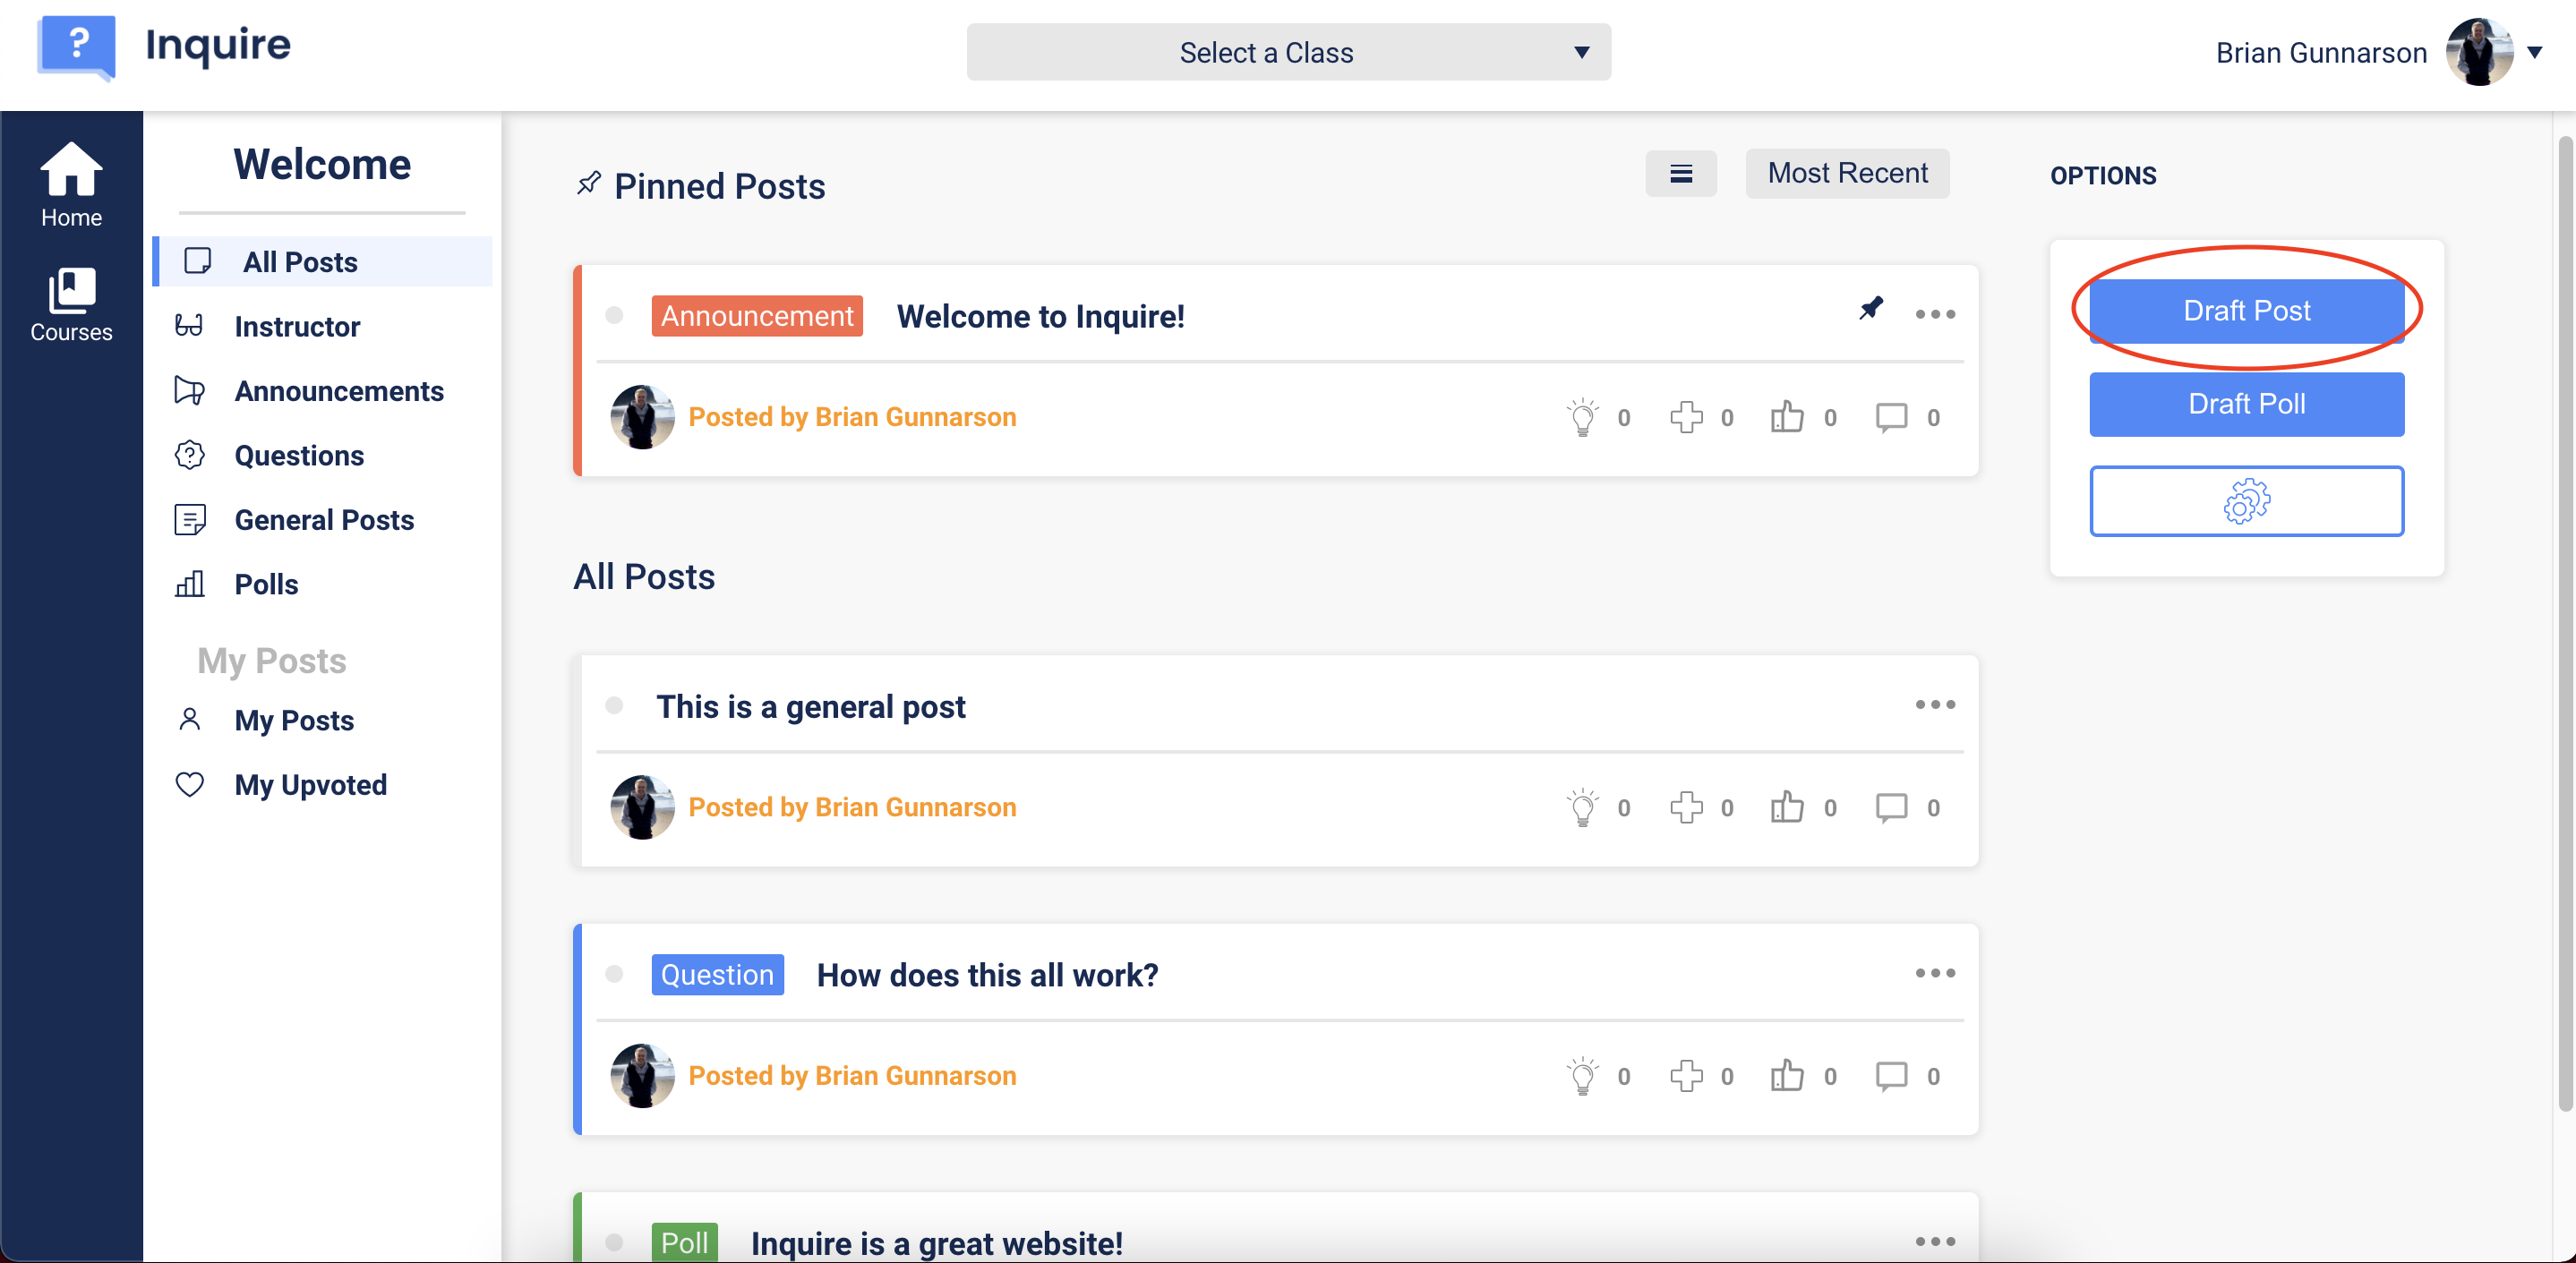 ?
Inquire
Select a Class
Brian Gunnarson
Home
Courses
Welcome
All Posts
Instructor
Announcements
?
Questions
General Posts
Polls
My Posts
My Posts
My Upvoted
Pinned Posts
Most Recent
Announcement Welcome to Inquire!
Posted by Brian Gunnarson 0 0 0 0
All Posts
This is a general post
Posted by Brian Gunnarson 0 0 0 0
Question How does this all work?
Posted by Brian Gunnarson 0 0 0 0
Poll Inquire is a great website!
OPTIONS
Draft Post
Draft Poll